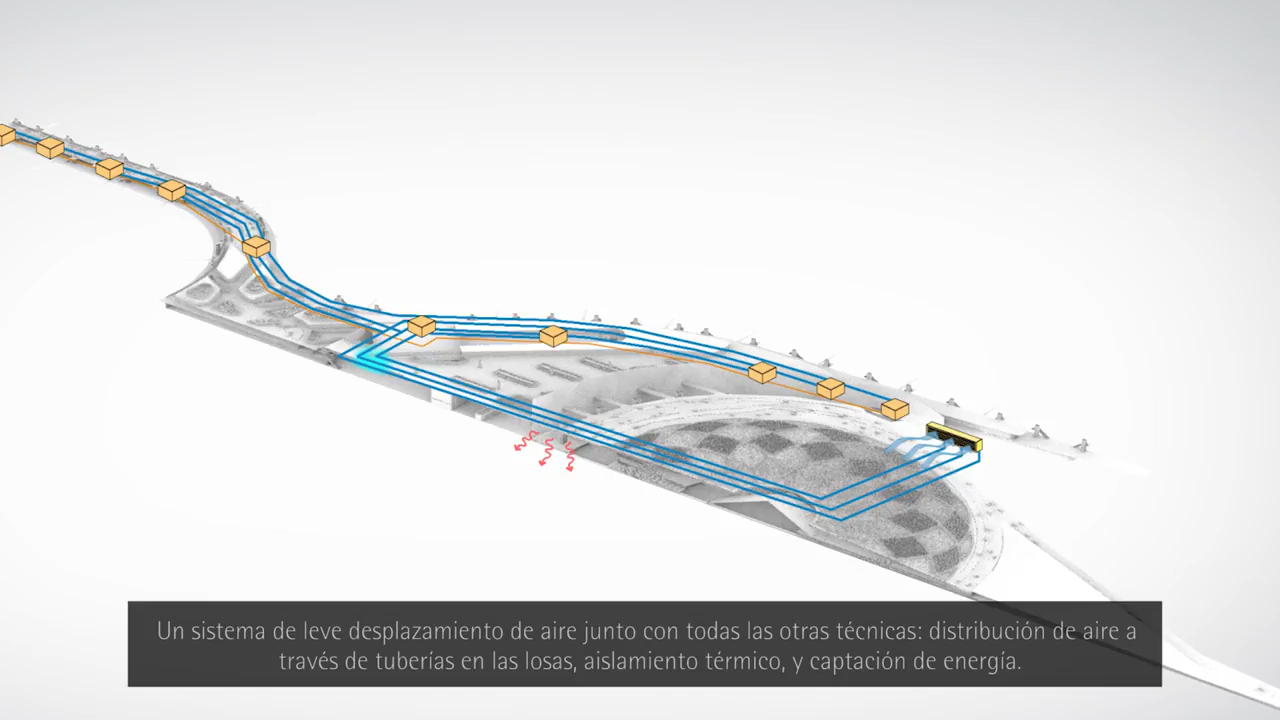 Un sistema de leve desplazamiento de aire junto con todas las otras técnicas: distribución de aire a
través de tuberías en las losas, aislamiento térmico, y captación de energía.